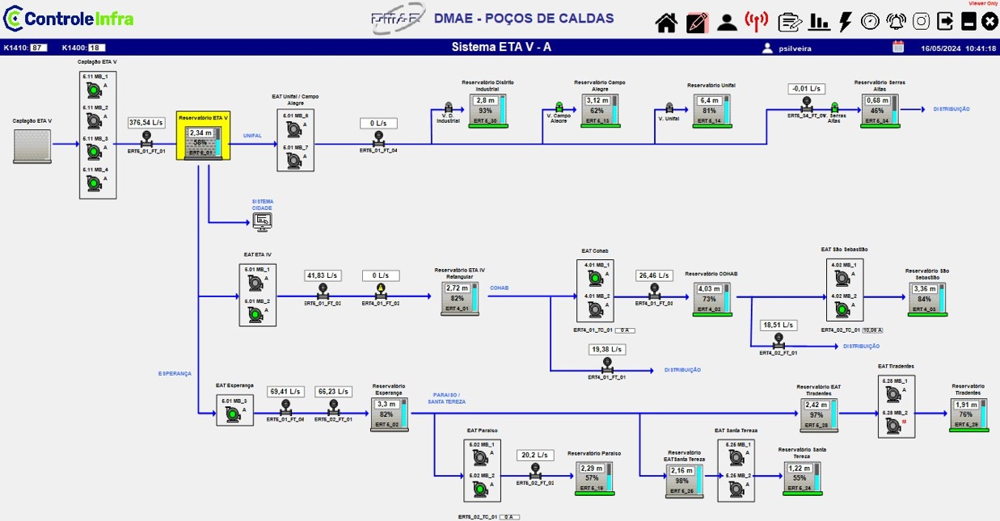 Viewer Only
ControleInfra
DMAE
DMAE - POÇOS DE CALDAS
K1410: 87
K1400: 18
Sistema ETA V - A
psilveira
16/05/2024 10:41:18
Captação ETA V
5.11 MB_1
A
5.11 MB_2
A
5.11 MB_3
A
5.11 MB_4
A
Captação ETA V
376,54 L/s
ERT5_01_FT_01
Reservatório ETA V
2,34 m
58%
ERT 5_01
UNIFAL
EAT Unifal / Campo
Alegre
5.01 MB_6
A
5.01 MB_7
A
0 L/s
ERT5_01_FT_04
Reservatório Distrito
Industrial
2,8 m
93%
ERT 5_30
V. D.
Industrial
Reservatório Campo
Alegre
3,12 m
62%
ERT 5_13
V. Campo
Alegre
Reservatório Unifal
6,4 m
81%
ERT 5_14
V. Unifal
-0,01 L/s
V. Serras
Altas
Reservatório Serras
Altas
0,68 m
46%
ERT 5_34
DISTRIBUIÇÃO
SISTEMA
CIDADE
EAT ETA IV
5.01 MB_1
A
5.01 MB_2
A
41,83 L/s
ERT5_01_FT_02
0 L/s
ERT4_01_FT_02
Reservatório ETA IV
Retangular
2,72 m
82%
ERT 4_01
COHAB
EAT Cohab
4.01 MB_1
A
4.01 MB_2
A
ERT4_01_TC_01 0 A
26,46 L/s
ERT4_01_FT_03
Reservatório COHAB
4,03 m
73%
ERT 4_02
EAT São Sebastião
4.02 MB_1
A
4.02 MB_2
A
ERT4_02_TC_01 10,06 A
Reservatório São
Sebastião
3,36 m
84%
ERT 4_03
18,51 L/s
ERT4_02_FT_01
DISTRIBUIÇÃO
19,38 L/s
ERT4_01_FT_01
DISTRIBUIÇÃO
ESPERANÇA
EAT Esperança
5.01 MB_3
A
69,41 L/s
66,23 L/s
ERT5_02_FT_01
Reservatório
Esperança
3,3 m
82%
ERT 5_02
PARAISO /
SANTA TEREZA
EAT Paraiso
5.02 MB_1
A
5.02 MB_2
A
ERT5_02_TC_01 0 A
20,2 L/s
ERT5_02_FT_02
Reservatório Paraiso
2,29 m
57%
ERT 5_19
Reservatório
EATSanta Tereza
2,16 m
98%
EAT Santa Tereza
5.25 MB_1
A
5.25 MB_2
A
Reservatório Santa
Tereza
1,22 m
55%
ERT 5_24
Reservatório EAT
Tiradentes
2,42 m
97%
ERT 5_28
EAT Tiradentes
5.28 MB_1
A
5.28 MB_2
M
Reservatório
Tiradentes
1,91 m
76%
ERT 5_29